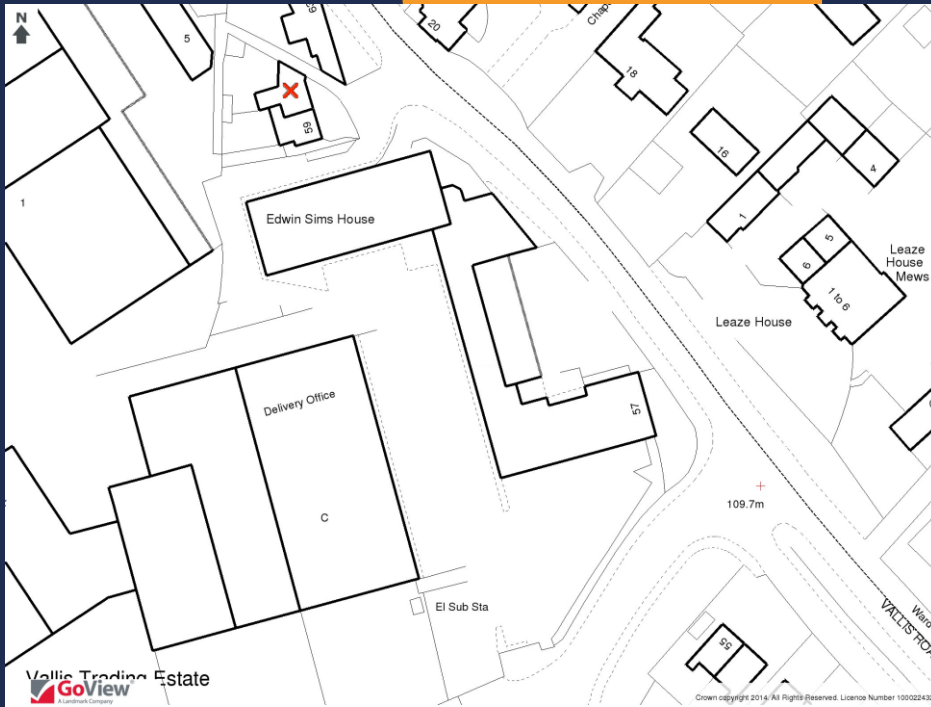 N
5
59
20
18
16
1
4
5
6
1 to 6
Leaze
House
Mews
Leaze House
1
Edwin Sims House
Delivery Office
C
57
109.7m
El Sub Sta
55
VALLIS
Vallis Trading Estate
GoView
A Landmark Company
Crown copyright 2014. All Rights Reserved. Licence Number 100022432